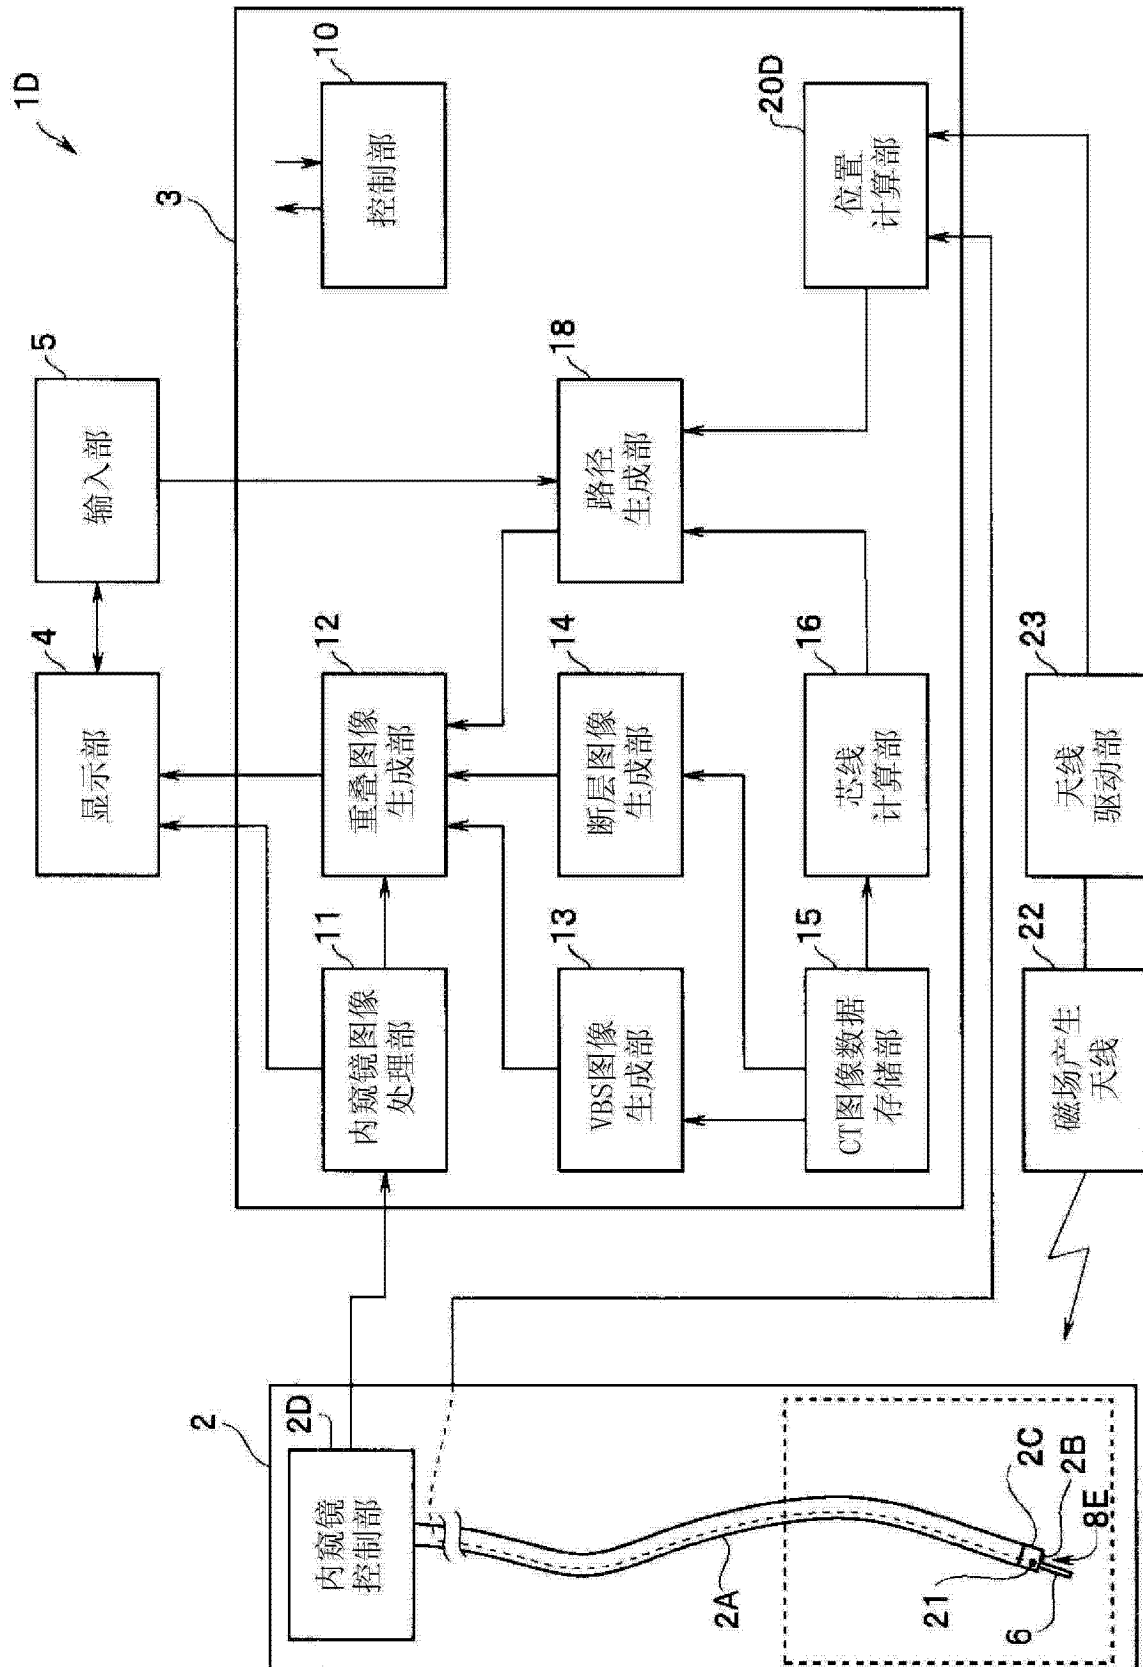 1D
3
10
控制部
20D
位置
计算部
5
输入部
18
路径
生成部
4
显示部
12
重叠图像
生成部
14
断层图像
生成部
16
芯线
计算部
23
天线
驱动部
11
内窥镜图像
处理部
13
VBS图像
生成部
15
CT图像数据
存储部
22
磁场产生
天线
2
2D
内窥镜
控制部
2A
2C
2B
8E
21
6